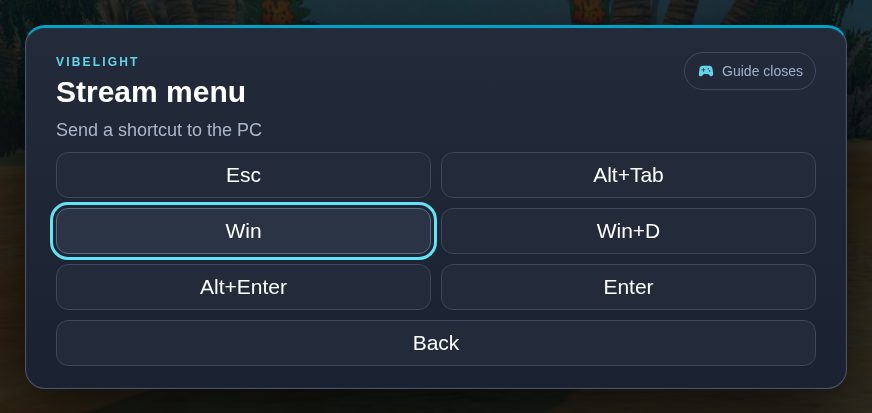 VIBELIGHT
Stream menu
Guide closes
Send a shortcut to the PC
Esc
Alt+Tab
Win
Win+D
Alt+Enter
Enter
Back